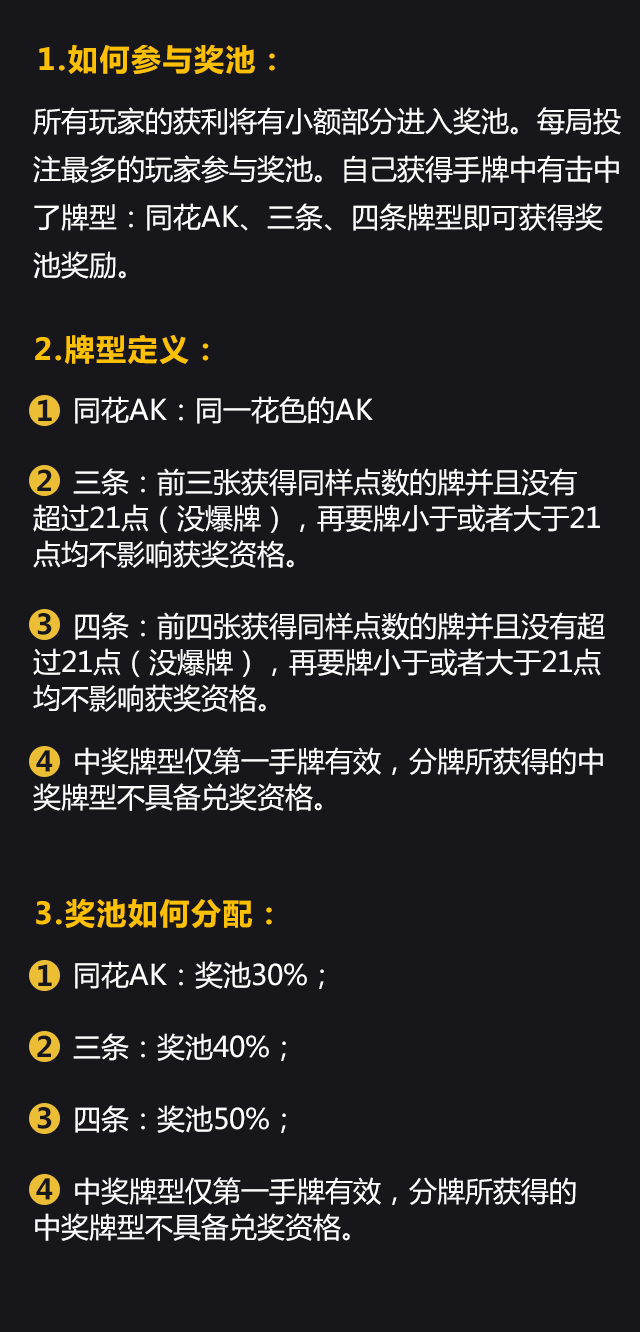 1.如何参与奖池：
所有玩家的获利将有小额部分进入奖池。每局投
注最多的玩家参与奖池。自己获得手牌中有击中
了牌型：同花AK、三条、四条牌型即可获得奖
池奖励。
2.牌型定义：
1 同花AK：同一花色的AK
2 三条：前三张获得同样点数的牌并且没有
超过21点（没爆牌），再要牌小于或者大于21
点均不影响获奖资格。
3 四条：前四张获得同样点数的牌并且没有超
过21点（没爆牌），再要牌小于或者大于21点
均不影响获奖资格。
4 中奖牌型仅第一手牌有效，分牌所获得的中
奖牌型不具备兑奖资格。
3.奖池如何分配：
1 同花AK：奖池30%；
2 三条：奖池40%；
3 四条：奖池50%；
4 中奖牌型仅第一手牌有效，分牌所获得的
中奖牌型不具备兑奖资格。